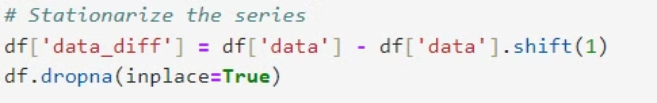 # Stationarize the series
df['data_diff'] = df['data'] - df['data'].shift(1)
df.dropna(inplace=True)